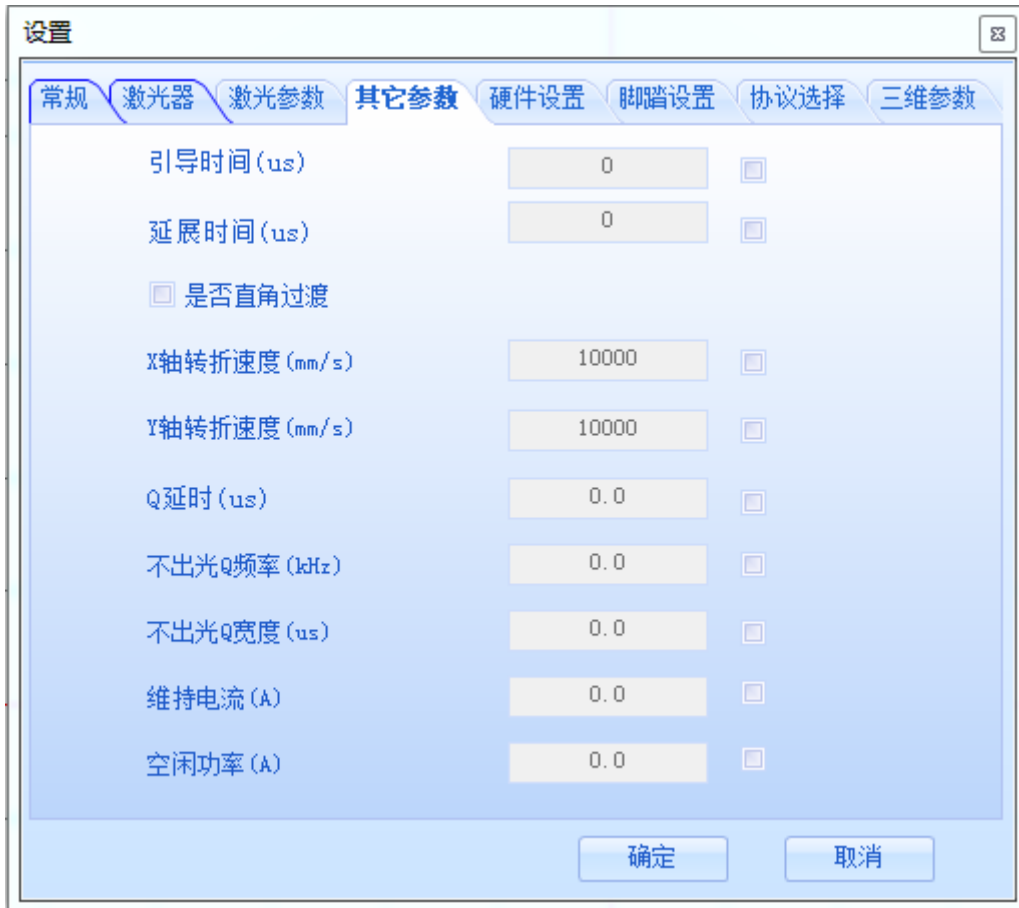 设置
常规 激光器 激光参数 其它参数 硬件设置 脚踏设置 协议选择 三维参数
引导时间(us) 0
延展时间(us) 0
是否直角过渡
X轴转折速度(mm/s) 10000
Y轴转折速度(mm/s) 10000
Q延时(us) 0.0
不出光Q频率(kHz) 0.0
不出光Q宽度(us) 0.0
维持电流(A) 0.0
空闲功率(A) 0.0
确定 取消